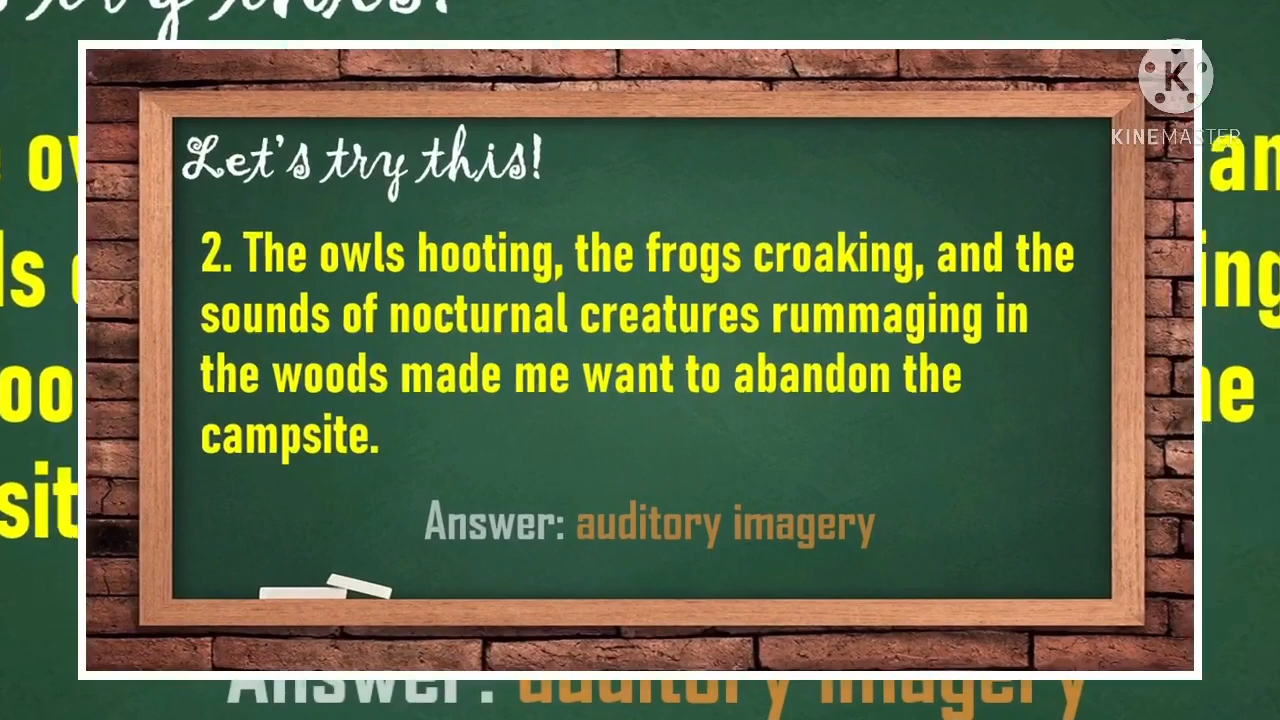 Let's try this!
2. The owls hooting, the frogs croaking, and the
sounds of nocturnal creatures rummaging in
the woods made me want to abandon the
campsite.
Answer: auditory imagery
K
KINEMASTER